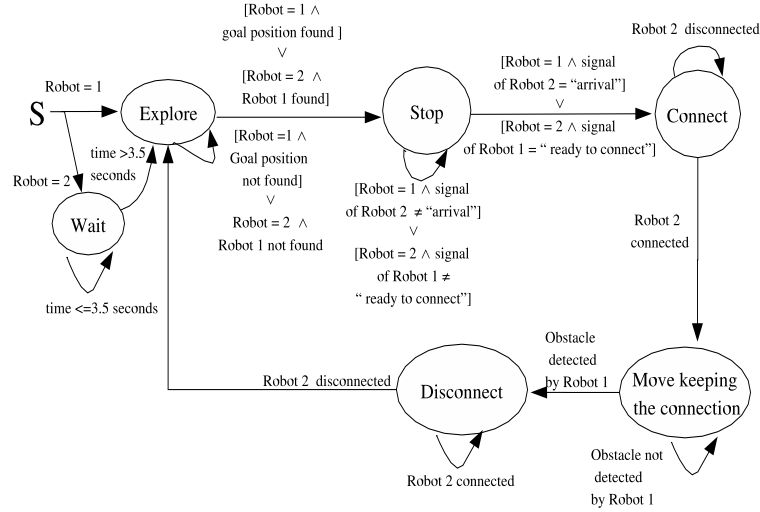 [Robot = 1 ∧
goal position found ]
∨
[Robot = 2 ∧
Robot 1 found]
Robot 2 disconnected
[Robot = 1 ∧ signal
of Robot 2 = “arrival”]
∨
[Robot = 2 ∧ signal
of Robot 1 = “ ready to connect”]
Robot = 1
S
Explore
Stop
Connect
time >3.5
seconds
[Robot =1 ∧
Goal position
not found]
∨
Robot = 2 ∧
Robot 1 not found
Robot = 2
Wait
time <=3.5 seconds
[Robot = 1 ∧ signal
of Robot 2 ≠ “arrival”]
∨
[Robot = 2 ∧ signal
of Robot 1 ≠
“ ready to connect”]
Robot 2
connected
Obstacle
detected
by Robot 1
Robot 2 disconnected
Disconnect
Move keeping
the connection
Robot 2 connected
Obstacle not
detected
by Robot 1